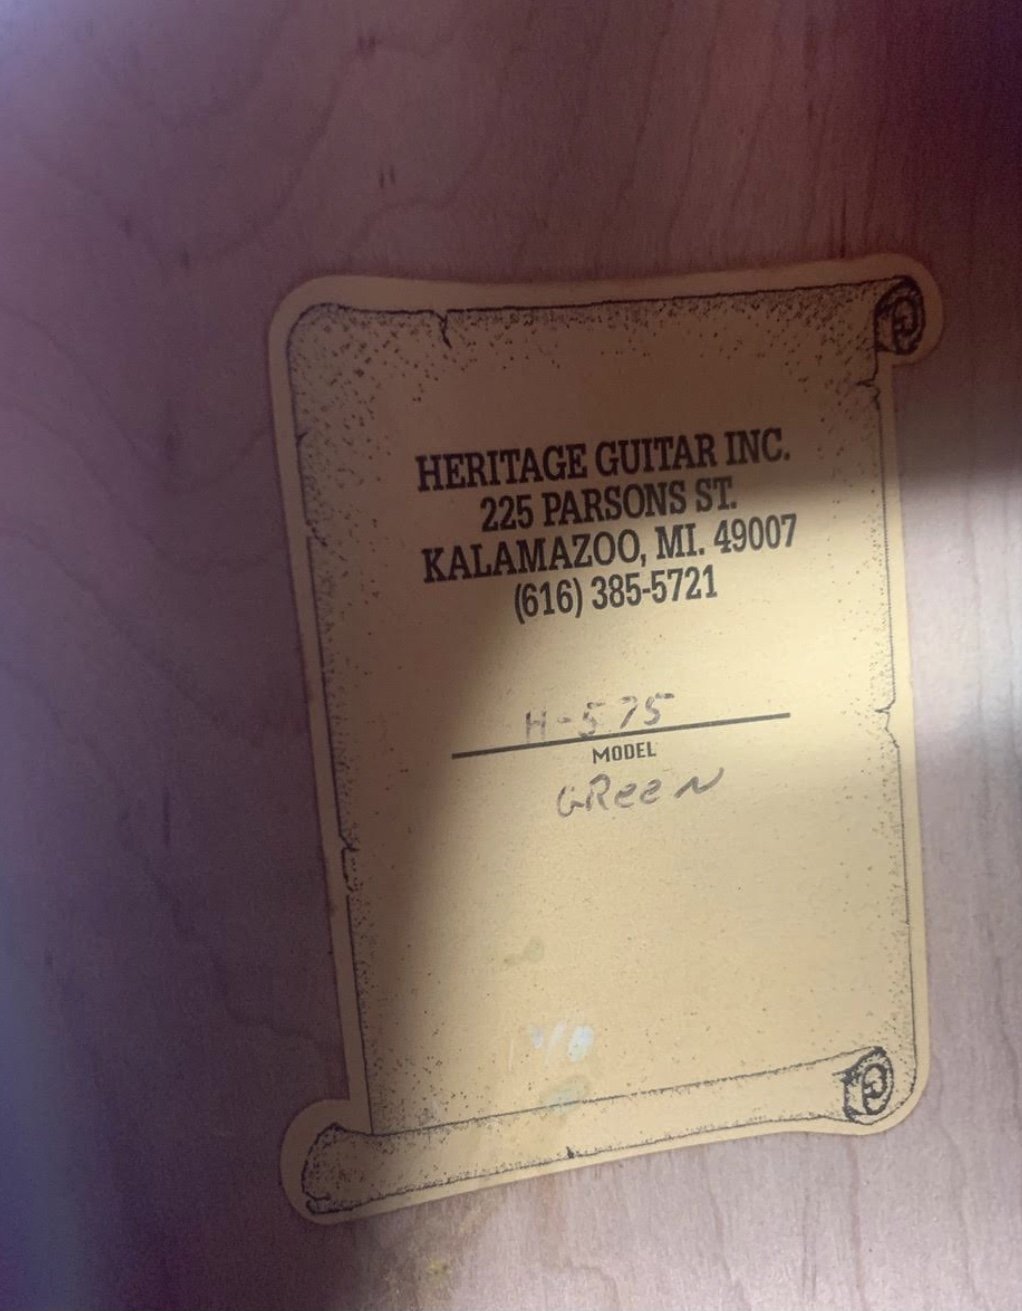 HERITAGE GUITAR INC.
225 PARSONS ST.
KALAMAZOO, MI. 49007
(616) 385-5721
H-575
MODEL
GReeN